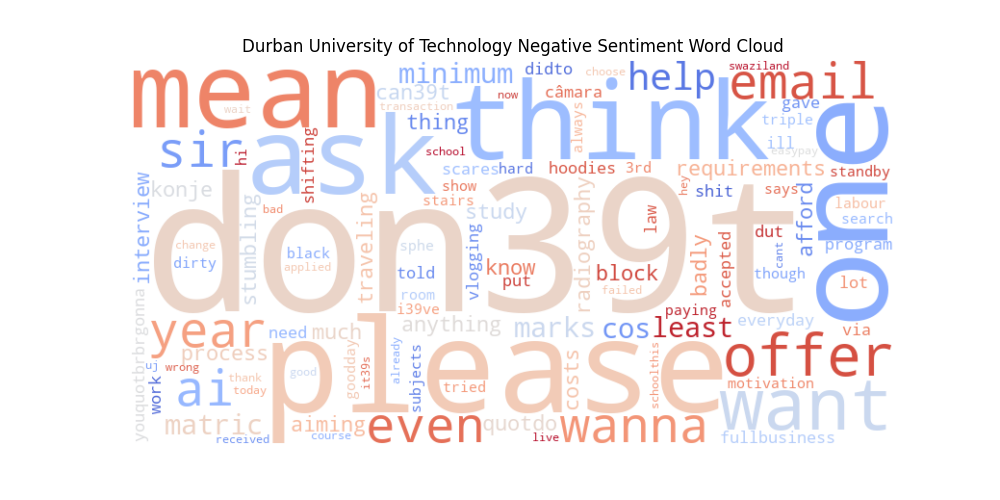 Durban University of Technology Negative Sentiment Word Cloud
mean
minimum
didto
choose
help
swaziland
email
can39t
transaction
now
câmara
think
gave
wait
thing
triple
one
ask
always
ill
easypay
sir
hi
shifting
school
scares
hard
hoodies
3rd
requirements
standby
konje
show
stairs
hey
shit
says
labour
interview
bad
study
search
stumbling
traveling
don39t
radiography
law
afford
program
change
black
sphe
dut
cant
dirty
applied
told
vlogging
know
put
block
badly
accepted
though
room
failed
lot
i39ve
paying
year
need
much
anything
marks
cos
least
everyday
via
youquotbrbrgonna
process
please
offer
uj
wrong
already
thank
goodday
it39s
good
subjects
costs
schoolthis
work
ai
today
tried
motivation
want
matric
aiming
even
quotdo
wanna
received
course
live
fullbusiness